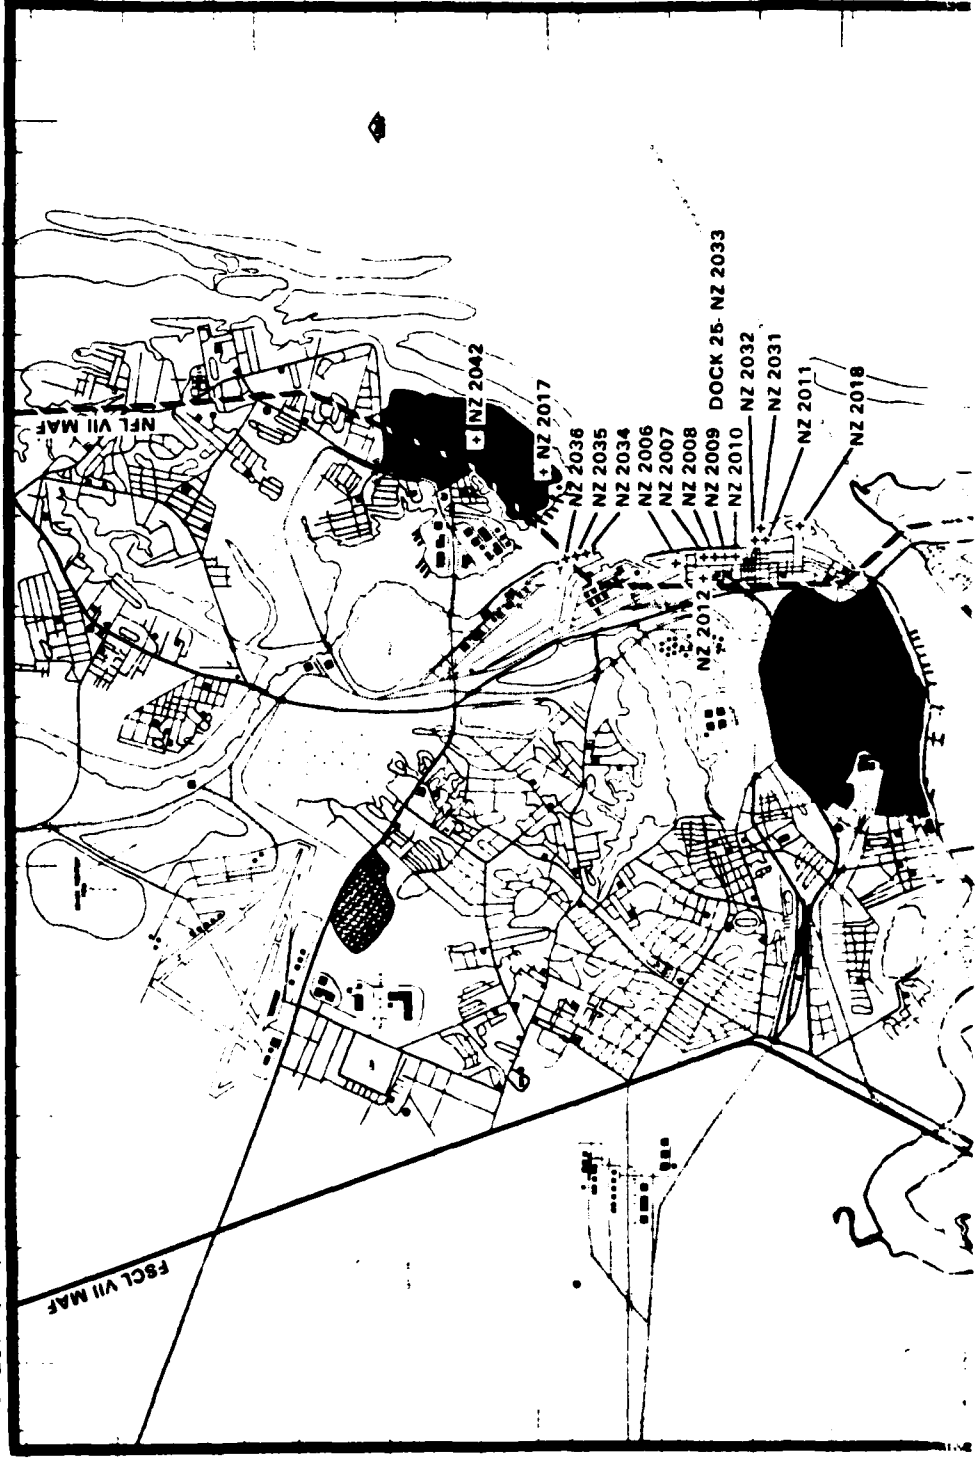 NFL VII MAF
NZ 2042
NZ 2017
NZ 2036
NZ 2035
NZ 2034
NZ 2006
NZ 2007
NZ 2008
NZ 2009
NZ 2010
DOCK 25- NZ 2033
NZ 2032
NZ 2031
NZ 2011
NZ 2018
NZ 2012
FSCL VII MAF